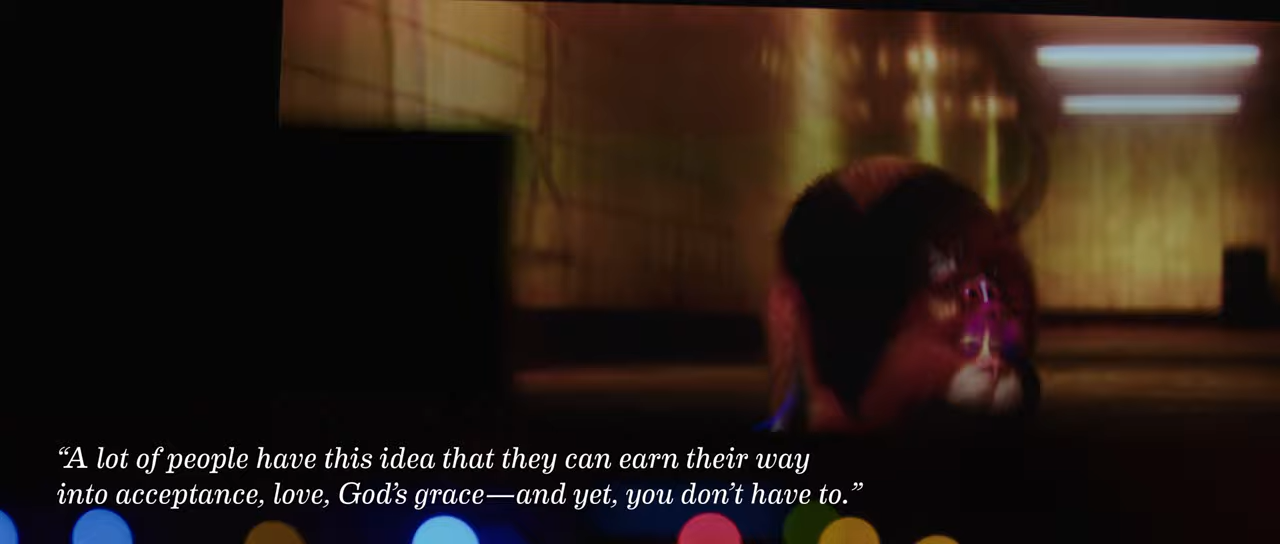 “A lot of people have this idea that they can earn their way
into acceptance, love, God’s grace—and yet, you don’t have to.”